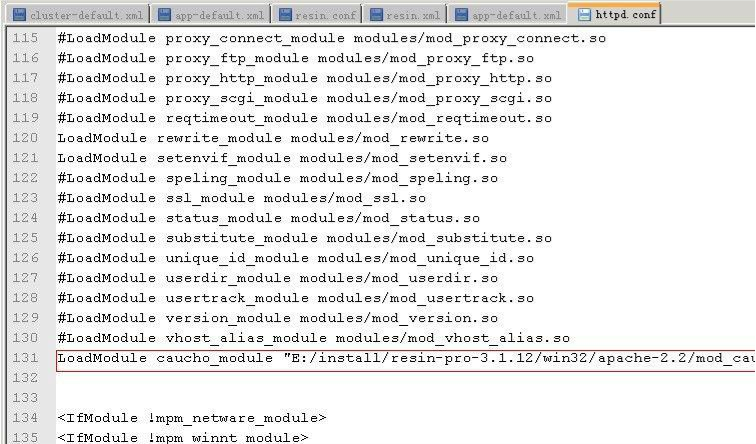 cluster-default.xml app-default.xml resin.conf resin.xml app-default.xml httpd.conf
115 #LoadModule proxy_connect_module modules/mod_proxy_connect.so
116 #LoadModule proxy_ftp_module modules/mod_proxy_ftp.so
117 #LoadModule proxy_http_module modules/mod_proxy_http.so
118 #LoadModule proxy_scgi_module modules/mod_proxy_scgi.so
119 #LoadModule reqtimeout_module modules/mod_reqtimeout.so
120 LoadModule rewrite_module modules/mod_rewrite.so
121 LoadModule setenvif_module modules/mod_setenvif.so
122 #LoadModule speling_module modules/mod_speling.so
123 #LoadModule ssl_module modules/mod_ssl.so
124 #LoadModule status_module modules/mod_status.so
125 #LoadModule substitute_module modules/mod_substitute.so
126 #LoadModule unique_id_module modules/mod_unique_id.so
127 #LoadModule userdir_module modules/mod_userdir.so
128 #LoadModule usertrack_module modules/mod_usertrack.so
129 #LoadModule version_module modules/mod_version.so
130 #LoadModule vhost_alias_module modules/mod_vhost_alias.so
131 LoadModule caucho_module "E:/install/resin-pro-3.1.12/win32/apache-2.2/mod_cau
132
133
134 <IfModule !mpm_netware_module>
135 <IfModule !mpm_winnt_module>